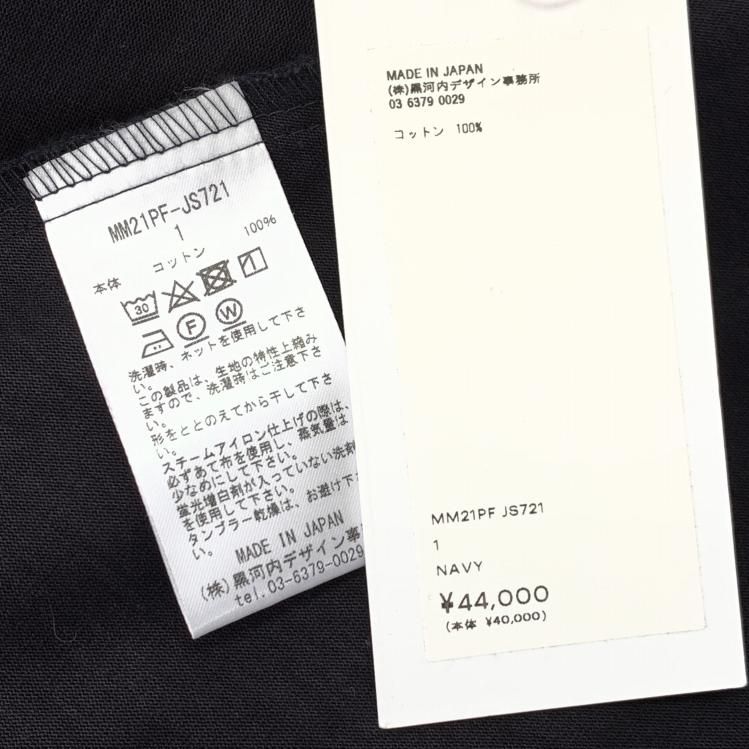 MM21PF-JS721
1
本体 コットン 100%
30
F W
洗濯時、ネットを使用して下さ
い。
この製品は、生地の特性上縮み
ますので、洗濯時はご注意下さ
い。
形をととのえてから干して下さ
い。
スチームアイロン仕上げの際は、
必ずあて布を使用し、蒸気量は
少なめにして下さい。
蛍光増白剤が入っていない洗剤
を使用して下さい。
タンブラー乾燥は、お避け下
い。
MADE IN JAPAN
(株)黒河内デザイン事
tel.03-6379-0029
MADE IN JAPAN
(株)黒河内デザイン事務所
03 6379 0029
コットン 100%
MM21PF JS721
1
NAVY
¥44,000
(本体 ¥40,000)